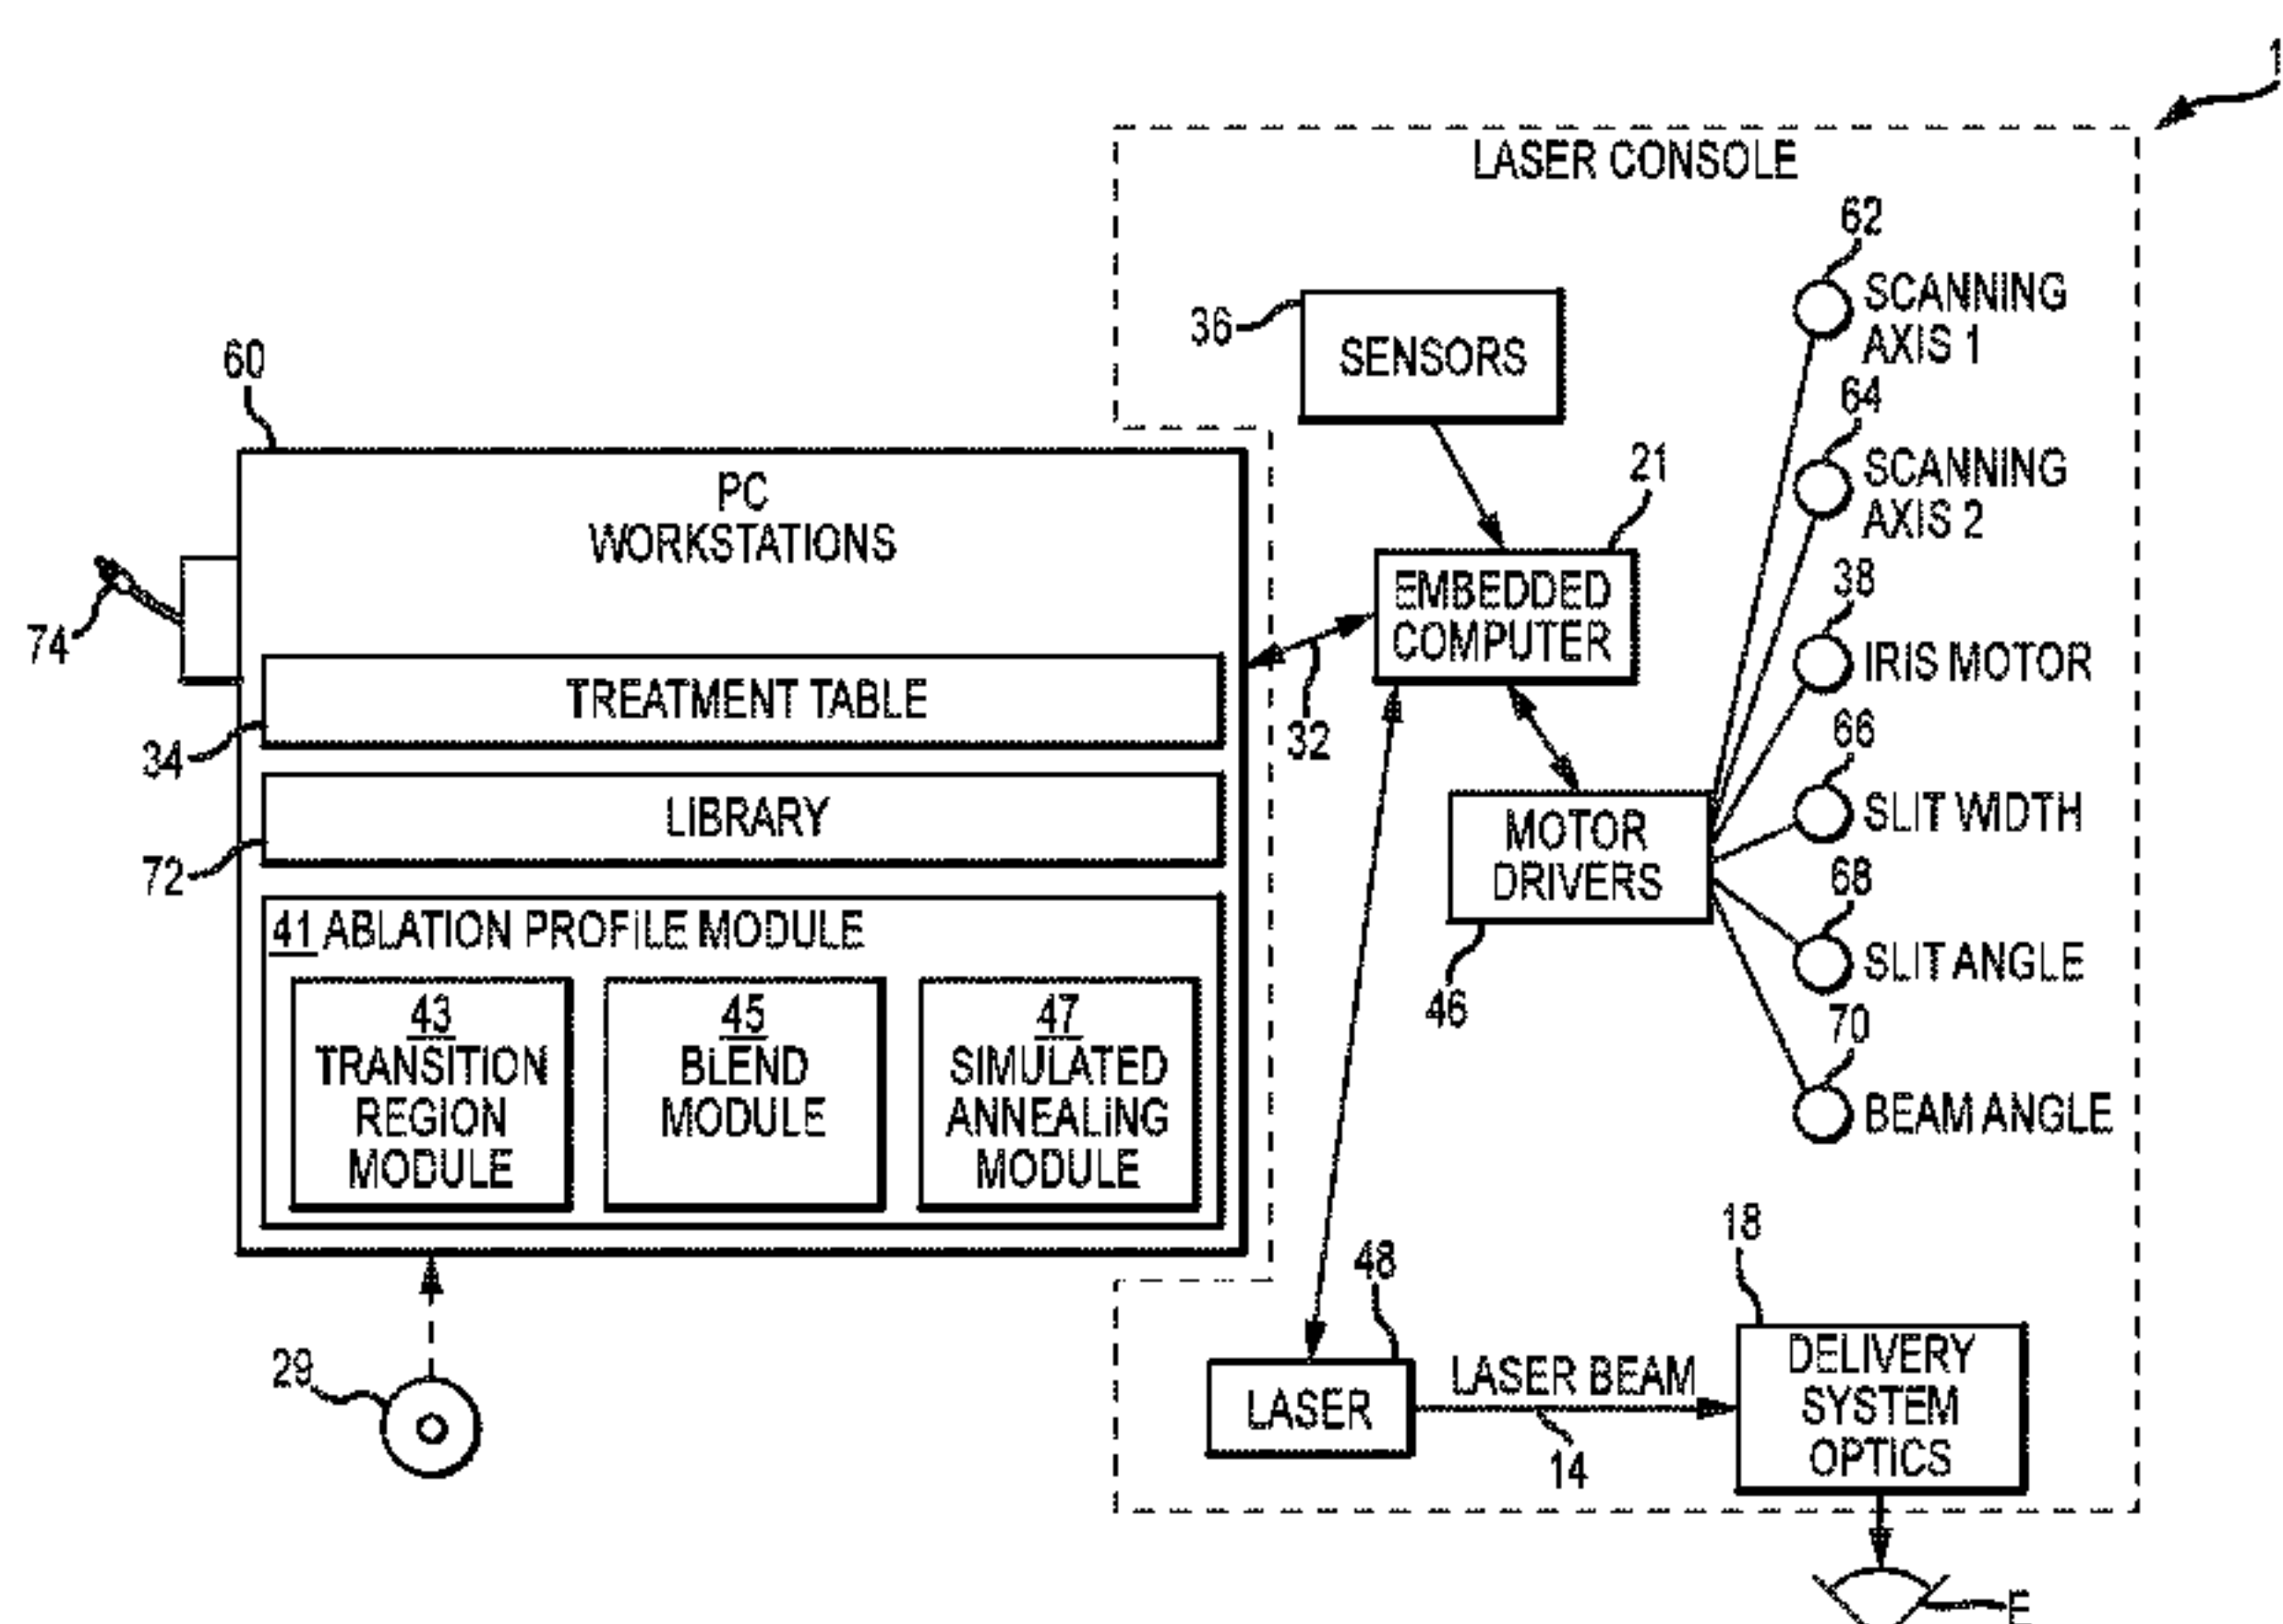 1
LASER CONSOLE
62
SCANNING
AXIS 1
36
SENSORS
60
64
SCANNING
AXIS 2
21
PC
WORKSTATIONS
EMBEDDED
COMPUTER
38
IRIS MOTOR
74
TREATMENT TABLE
34
32
66
SLIT WIDTH
LIBRARY
72
MOTOR
DRIVERS
46
68
SLIT ANGLE
41 ABLATION PROFILE MODULE
43
TRANSITION
REGION
MODULE
45
BLEND
MODULE
47
SIMULATED
ANNEALING
MODULE
70
BEAM ANGLE
18
48
29
LASER
LASER BEAM
14
DELIVERY
SYSTEM
OPTICS
E